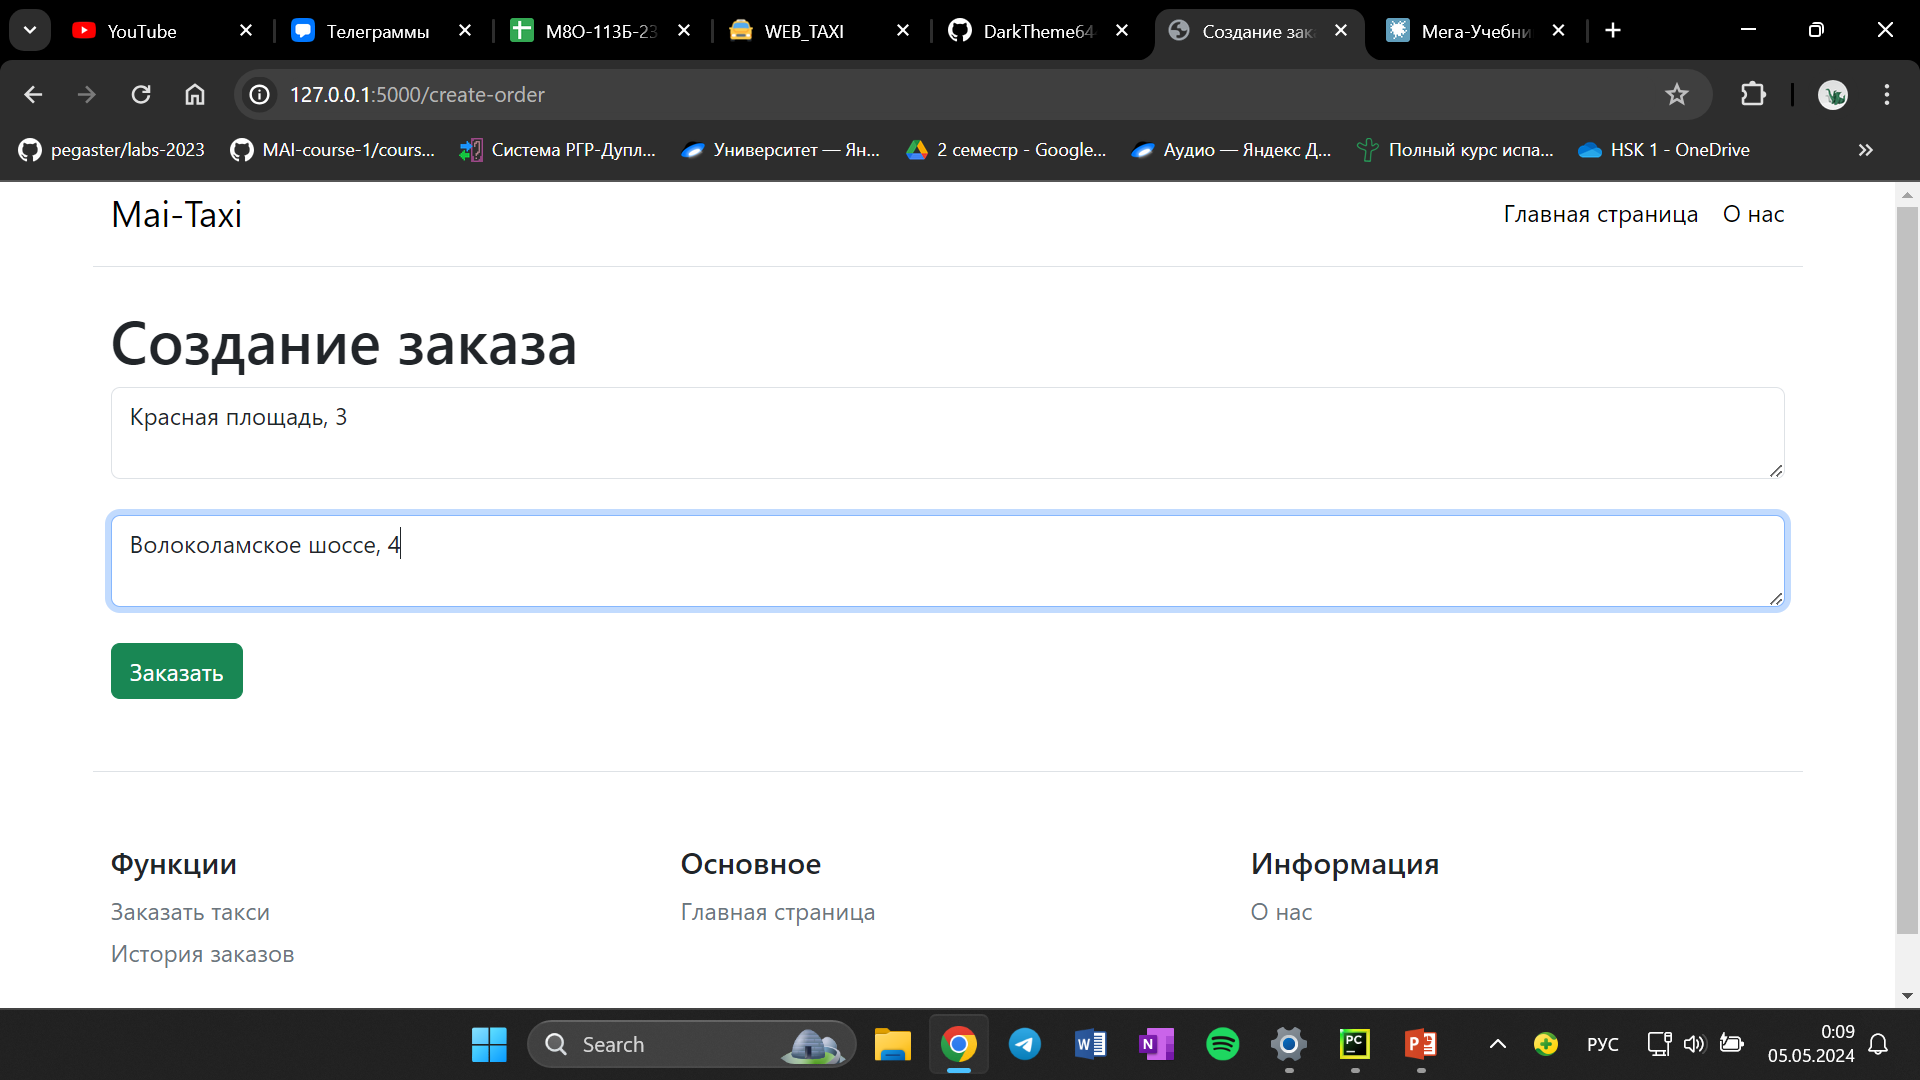 YouTube
Телеграммы
М8О-113Б-23
WEB_TAXI
DarkTheme64
Создание зак
Мега-Учебни
127.0.0.1:5000/create-order
pegaster/labs-2023
MAI-course-1/cours...
Система РГР-Дупл...
Университет — Ян...
2 семестр - Google...
Аудио — Яндекс Д...
Полный курс испа...
HSK 1 - OneDrive
Mai-Taxi
Главная страница
О нас
Создание заказа
Красная площадь, 3
Волоколамское шоссе, 4
Заказать
Функции
Основное
Информация
Заказать такси
Главная страница
О нас
История заказов
Search
РУС
0:09
05.05.2024